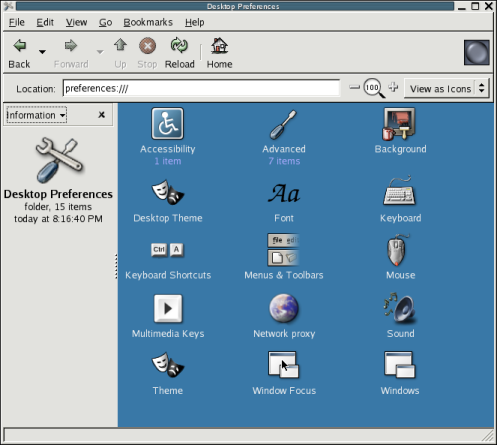 Desktop Preferences
File Edit View Go Bookmarks Help
Back Forward Up Stop Reload Home
Location: preferences:/// 100 View as Icons
Information
Desktop Preferences
folder, 15 items
today at 8:16:40 PM
Accessibility Advanced Background
1 item 7 items
Desktop Theme Font Keyboard
Aa
Ctrl A file edi
Keyboard Shortcuts Menus & Toolbars Mouse
Multimedia Keys Network proxy Sound
Theme Window Focus Windows